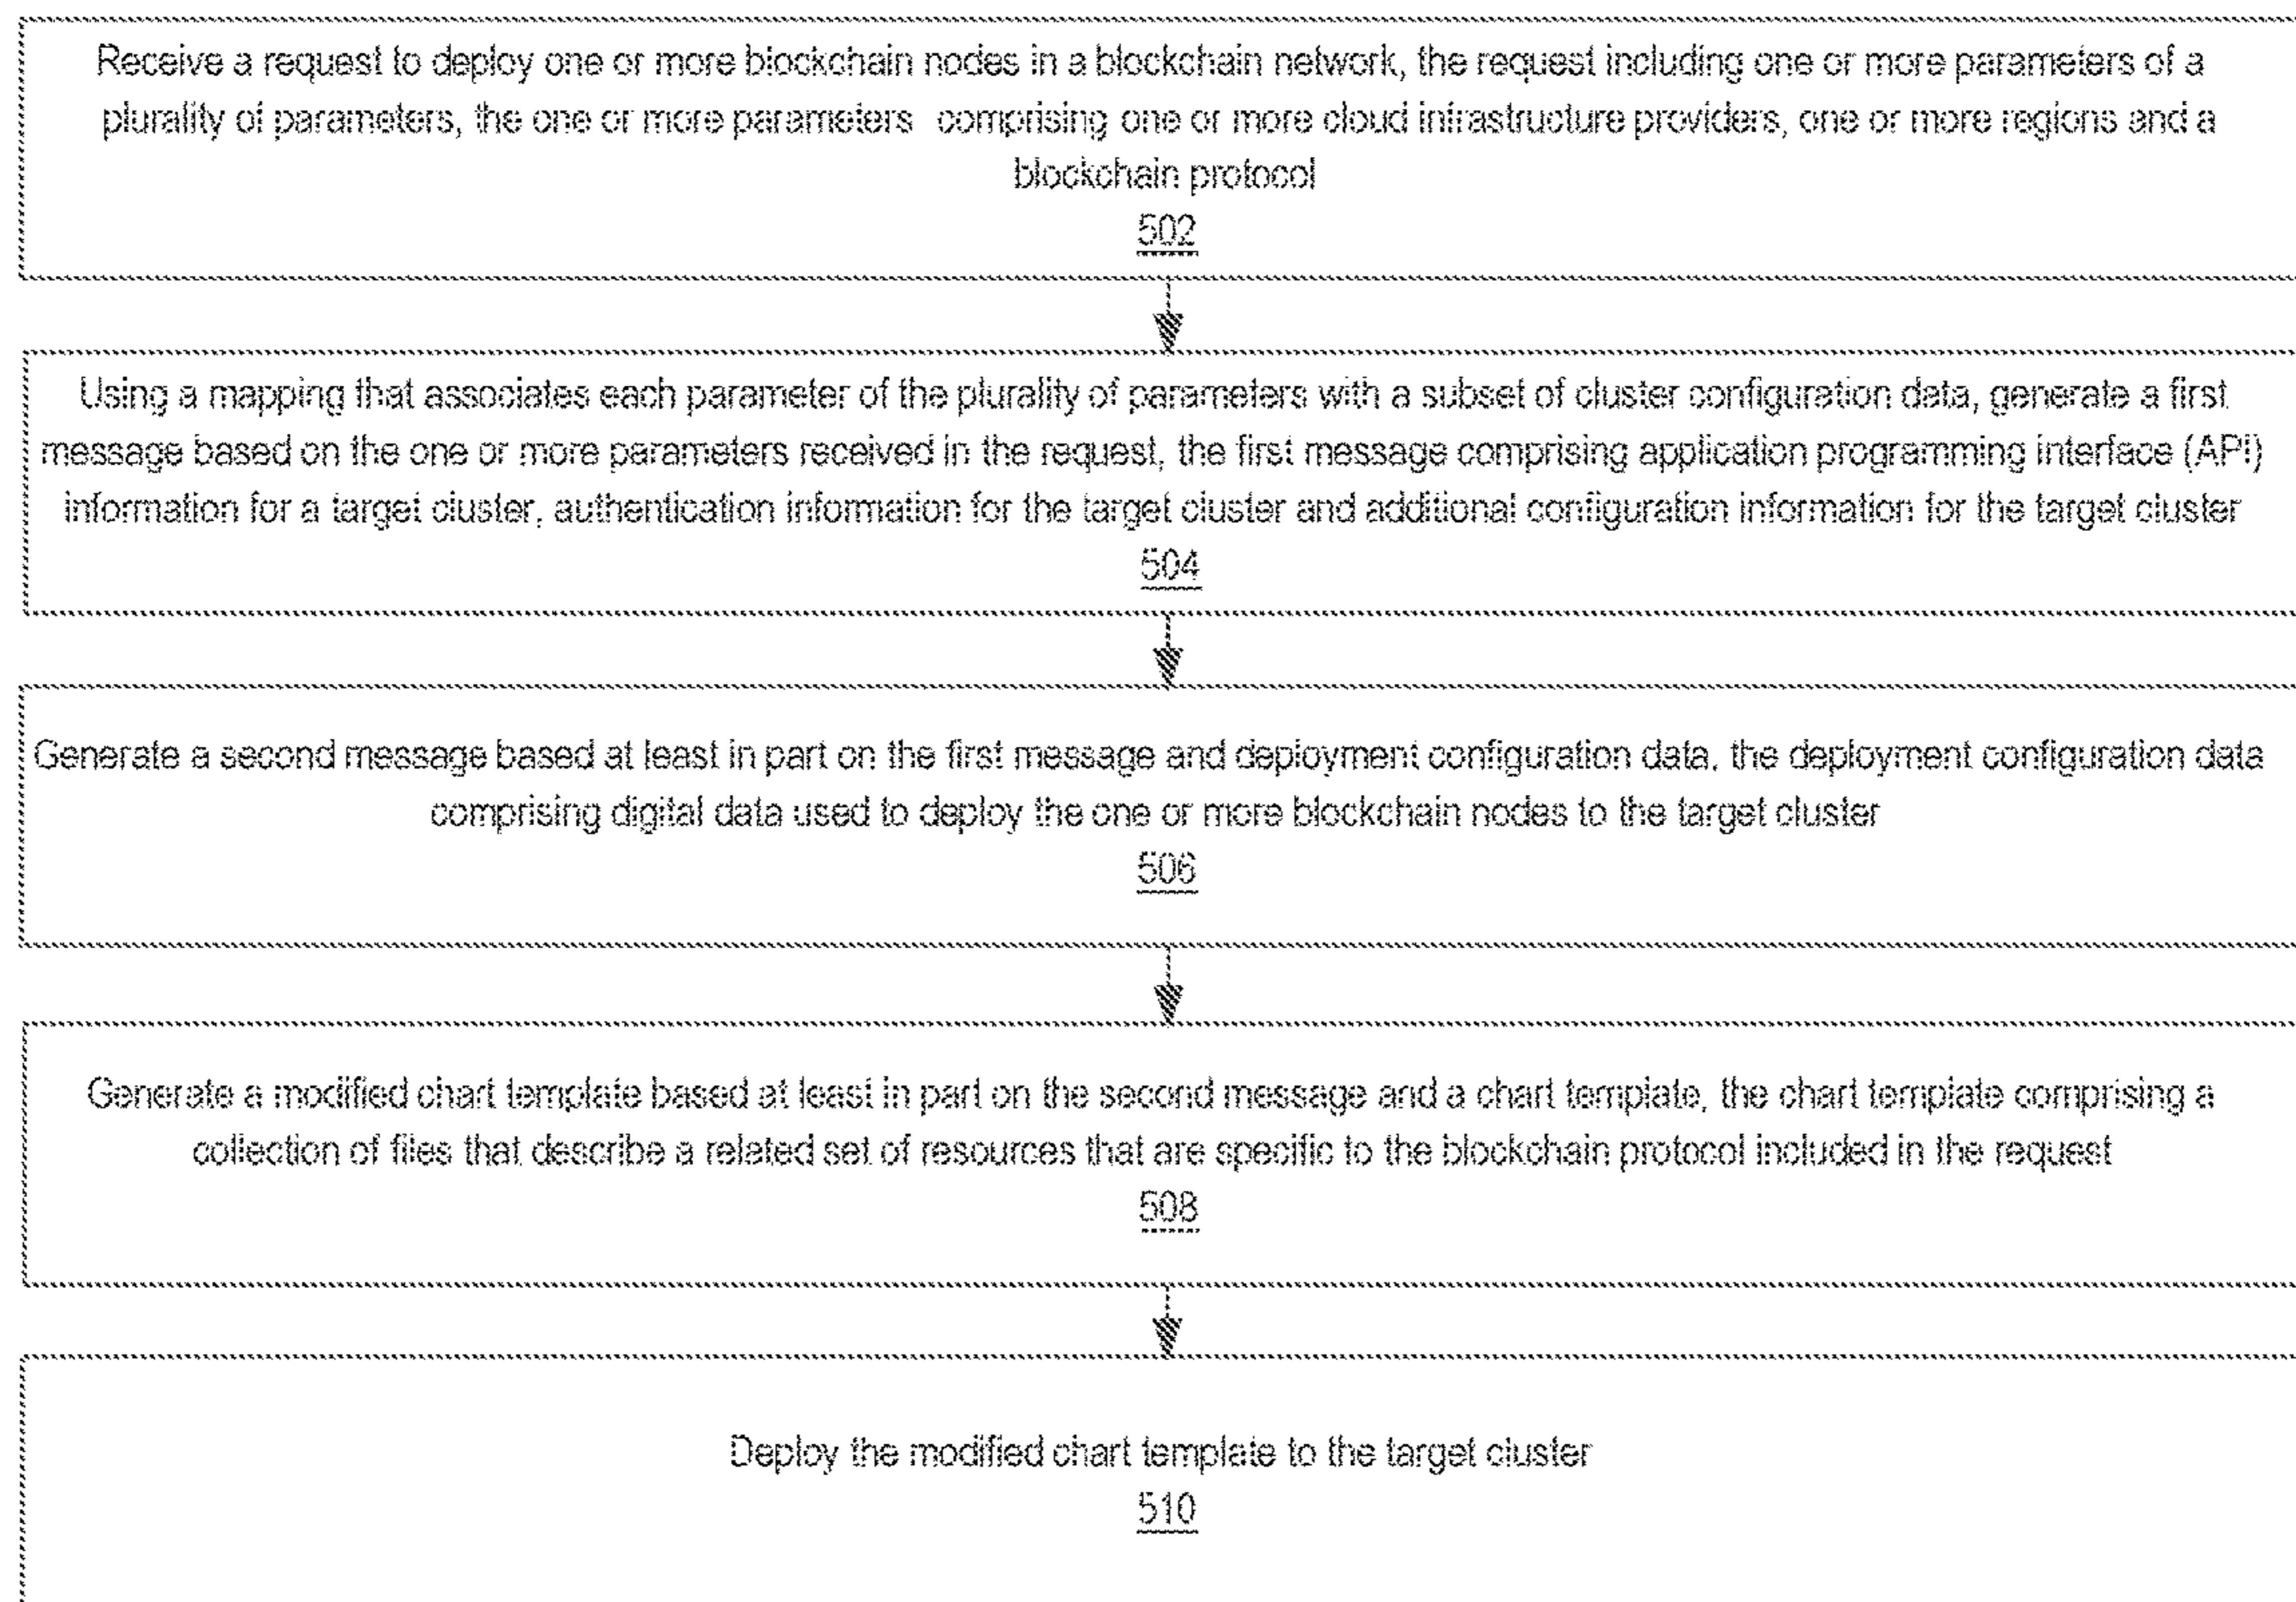 Receive a request to deploy one or more blockchain nodes in a blockchain network, the request including one or more parameters of a
plurality of parameters, the one or more parameters comprising one or more cloud infrastructure providers, one or more regions and a
blockchain protocol
502
Using a mapping that associates each parameter of the plurality of parameters with a subset of cluster configuration data, generate a first
message based on the one or more parameters received in the request, the first message comprising application programming interface (API)
information for a target cluster, authentication information for the target cluster and additional configuration information for the target cluster
504
Generate a second message based at least in part on the first message and deployment configuration data, the deployment configuration data
comprising digital data used to deploy the one or more blockchain nodes to the target cluster
506
Generate a modified chart template based at least in part on the second message and a chart template, the chart template comprising a
collection of files that describe a related set of resources that are specific to the blockchain protocol included in the request
508
Deploy the modified chart template to the target cluster
510